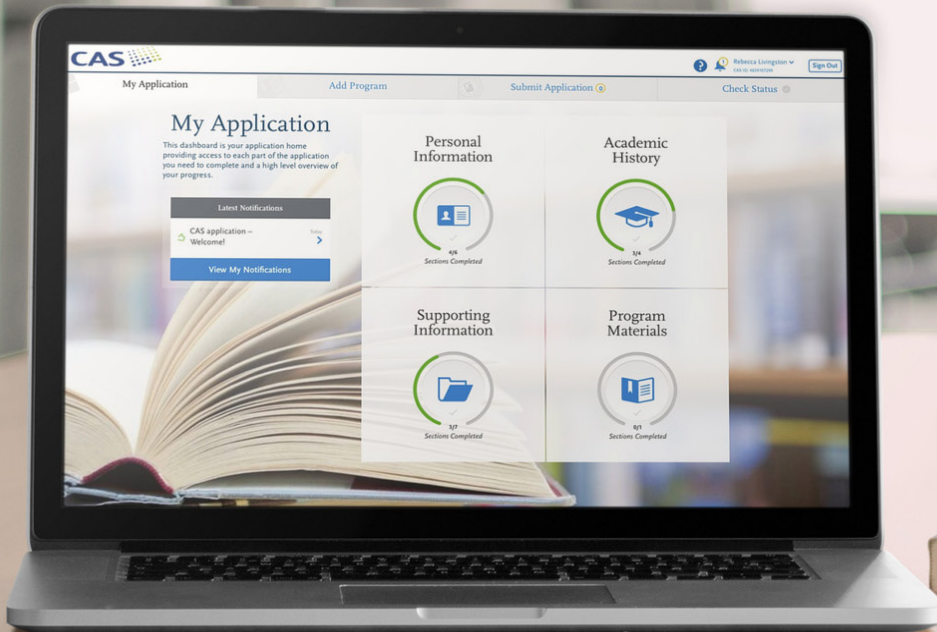 CAS
Rebecca Livingston
Sign Out
My Application
Add Program
Submit Application 0
Check Status
My Application
This dashboard is your application home
providing access to each part of the application
you need to complete and a high level overview of
your progress.
Latest Notifications
CAS application –
Welcome!
View My Notifications
Personal
Information
4/6
Sections Completed
Academic
History
3/4
Sections Completed
Supporting
Information
Sections Completed
Program
Materials
0/1
Sections Completed